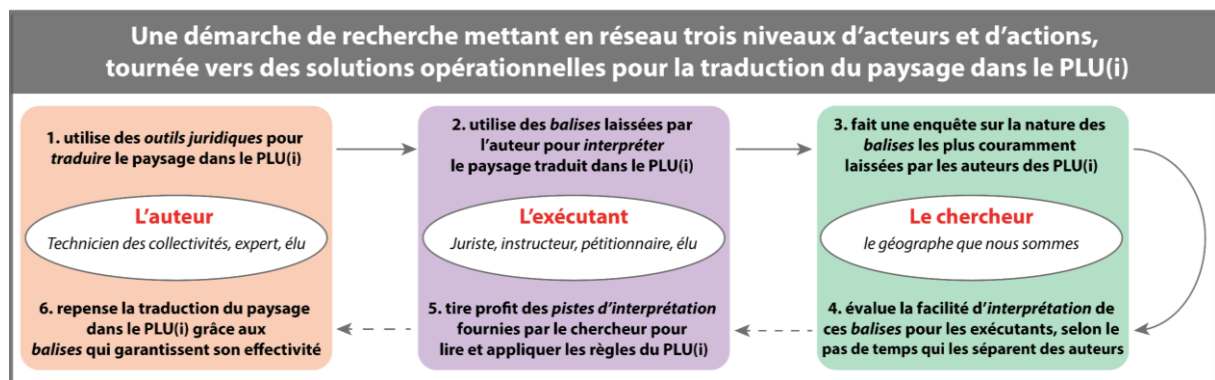 Une démarche de recherche mettant en réseau trois niveaux d'acteurs et d'actions,
tournée vers des solutions opérationnelles pour la traduction du paysage dans le PLU(i)
1. utilise des outils juridiques pour
traduire le paysage dans le PLU(i)
L'auteur
Technicien des collectivités, expert, élu
6. repense la traduction du paysage
dans le PLU(i) grâce aux
balises qui garantissent son effectivité
2. utilise des balises laissées par
l'auteur pour interpréter
le paysage traduit dans le PLU(i)
L'exécutant
Juriste, instructeur, pétitionnaire, élu
5. tire profit des pistes d'interprétation
fournies par le chercheur pour
lire et appliquer les règles du PLU(i)
3. fait une enquête sur la nature des
balises les plus couramment
laissées par les auteurs des PLU(i)
Le chercheur
le géographe que nous sommes
4. évalue la facilité d'interprétation de
ces balises pour les exécutants, selon le
pas de temps qui les séparent des auteurs